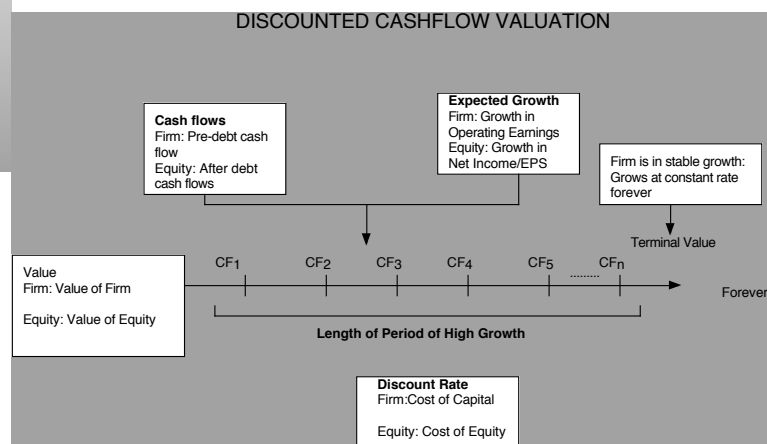 DISCOUNTED CASHFLOW VALUATION
Cash flows
Firm: Pre-debt cash
flow
Equity: After debt
cash flows
Expected Growth
Firm: Growth in
Operating Earnings
Equity: Growth in
Net Income/EPS
Firm is in stable growth:
Grows at constant rate
forever
Terminal Value
CF1 CF2 CF3 CF4 CF5 ......... CFn
Forever
Value
Firm: Value of Firm
Equity: Value of Equity
Length of Period of High Growth
Discount Rate
Firm:Cost of Capital
Equity: Cost of Equity